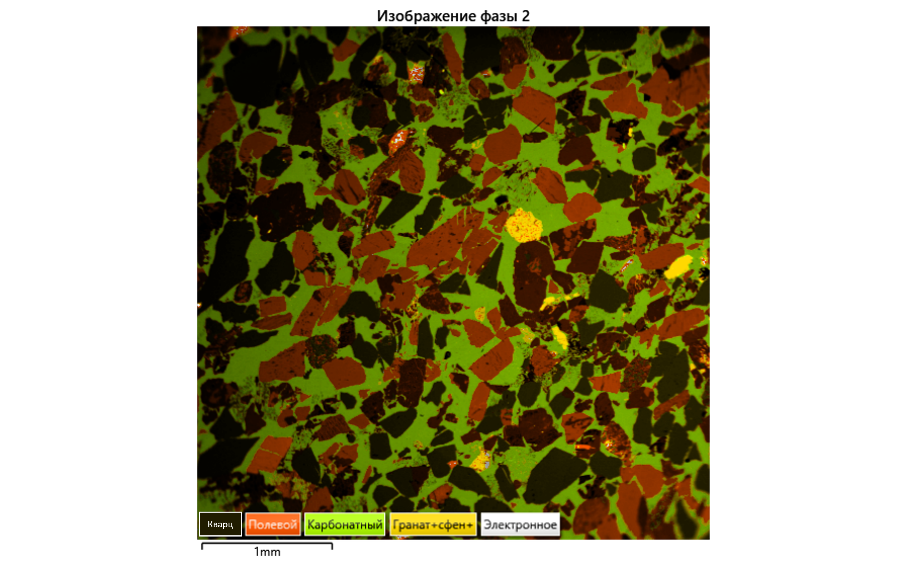 Изображение фазы 2
Кварц Полевой Карбонатный Гранат+сфен+ Электронное
1mm